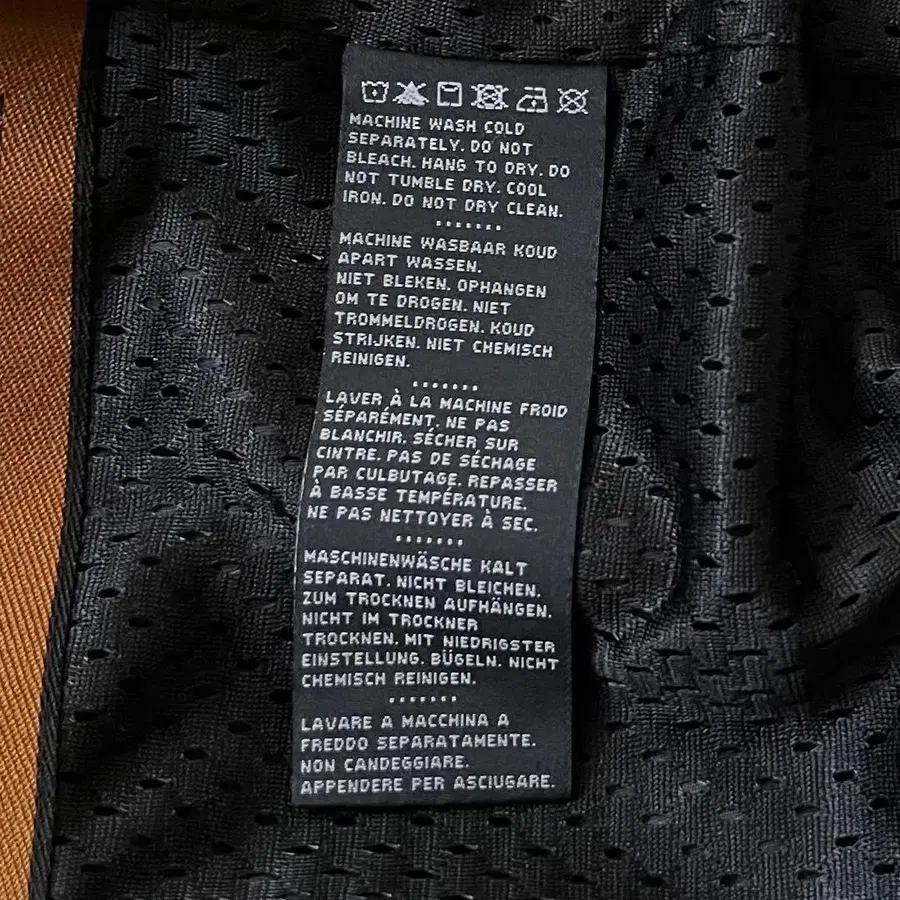 MACHINE WASH COLD
SEPARATELY. DO NOT
BLEACH. HANG TO DRY. DO
NOT TUMBLE DRY. COOL
IRON. DO NOT DRY CLEAN.
MACHINE WASBAAR KOUD
APART WASSEN.
NIET BLEKEN. OPHANGEN
OM TE DROGEN. NIET
TROMMELDROGEN. KOUD
STRIJKEN. NIET CHEMISCH
REINIGEN.
LAVER À LA MACHINE FROID
SÉPARÉMENT. NE PAS
BLANCHIR. SÉCHER SUR
CINTRE. PAS DE SÉCHAGE
PAR CULBUTAGE. REPASSER
À BASSE TEMPÉRATURE.
NE PAS NETTOYER À SEC.
MASCHINENWÄSCHE KALT
SEPARAT. NICHT BLEICHEN.
ZUM TROCKNEN AUFHÄNGEN.
NICHT IM TROCKNER
TROCKNEN. MIT NIEDRIGSTER
EINSTELLUNG. BÜGELN. NICHT
CHEMISCH REINIGEN.
LAVARE A MACCHINA A
FREDDO SEPARATAMENTE.
NON CANDEGGIARE.
APPENDERE PER ASCIUGARE.